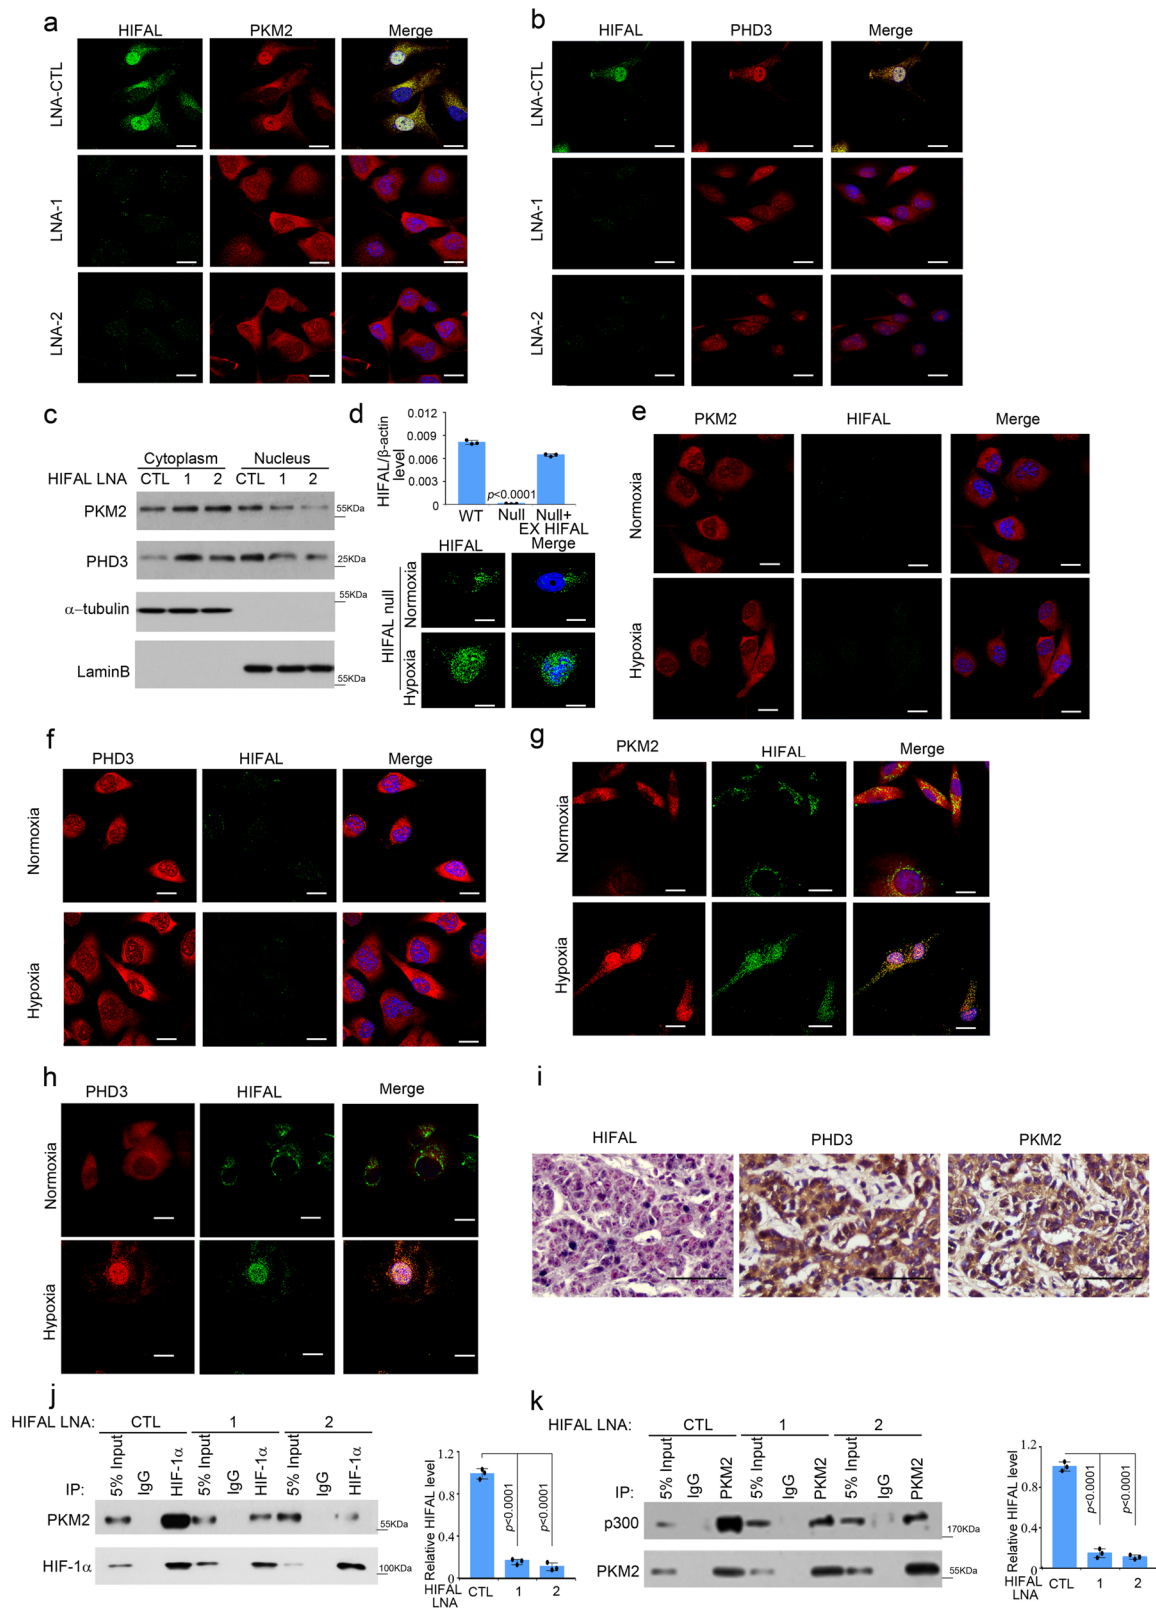 a
HIFAL PKM2 Merge
LNA-CTL
LNA-1
LNA-2
b
HIFAL PHD3 Merge
LNA-CTL
LNA-1
LNA-2
c
Cytoplasm Nucleus
HIFAL LNA CTL 1 2 CTL 1 2
PKM2 55KDa
PHD3 25KDa
α–tubulin 55KDa
LaminB 55KDa
d
HIFAL/β-actin
level
0.012
0.009
0.006
0.003
0
p<0.0001
WT Null Null+
EX HIFAL
HIFAL Merge
HIFAL null
Normoxia
Hypoxia
e
PKM2 HIFAL Merge
Normoxia
Hypoxia
f
PHD3 HIFAL Merge
Normoxia
Hypoxia
g
PKM2 HIFAL Merge
Normoxia
Hypoxia
h
PHD3 HIFAL Merge
Normoxia
Hypoxia
i
HIFAL PHD3 PKM2
j
HIFAL LNA: CTL 1 2
IP: 5% Input IgG HIF-1α 5% Input IgG HIF-1α 5% Input IgG HIF-1α
PKM2 55KDa
HIF-1α 100KDa
Relative HIFAL level
1.2
0.9
0.6
0.3
0
p<0.0001
p<0.0001
HIFAL CTL 1 2
LNA
k
HIFAL LNA: CTL 1 2
IP: 5% Input IgG PKM2 5% Input IgG PKM2 5% Input IgG PKM2
p300 170KDa
PKM2 55KDa
Relative HIFAL level
1.2
0.9
0.6
0.3
0
p<0.0001
p<0.0001
HIFAL CTL 1 2
LNA